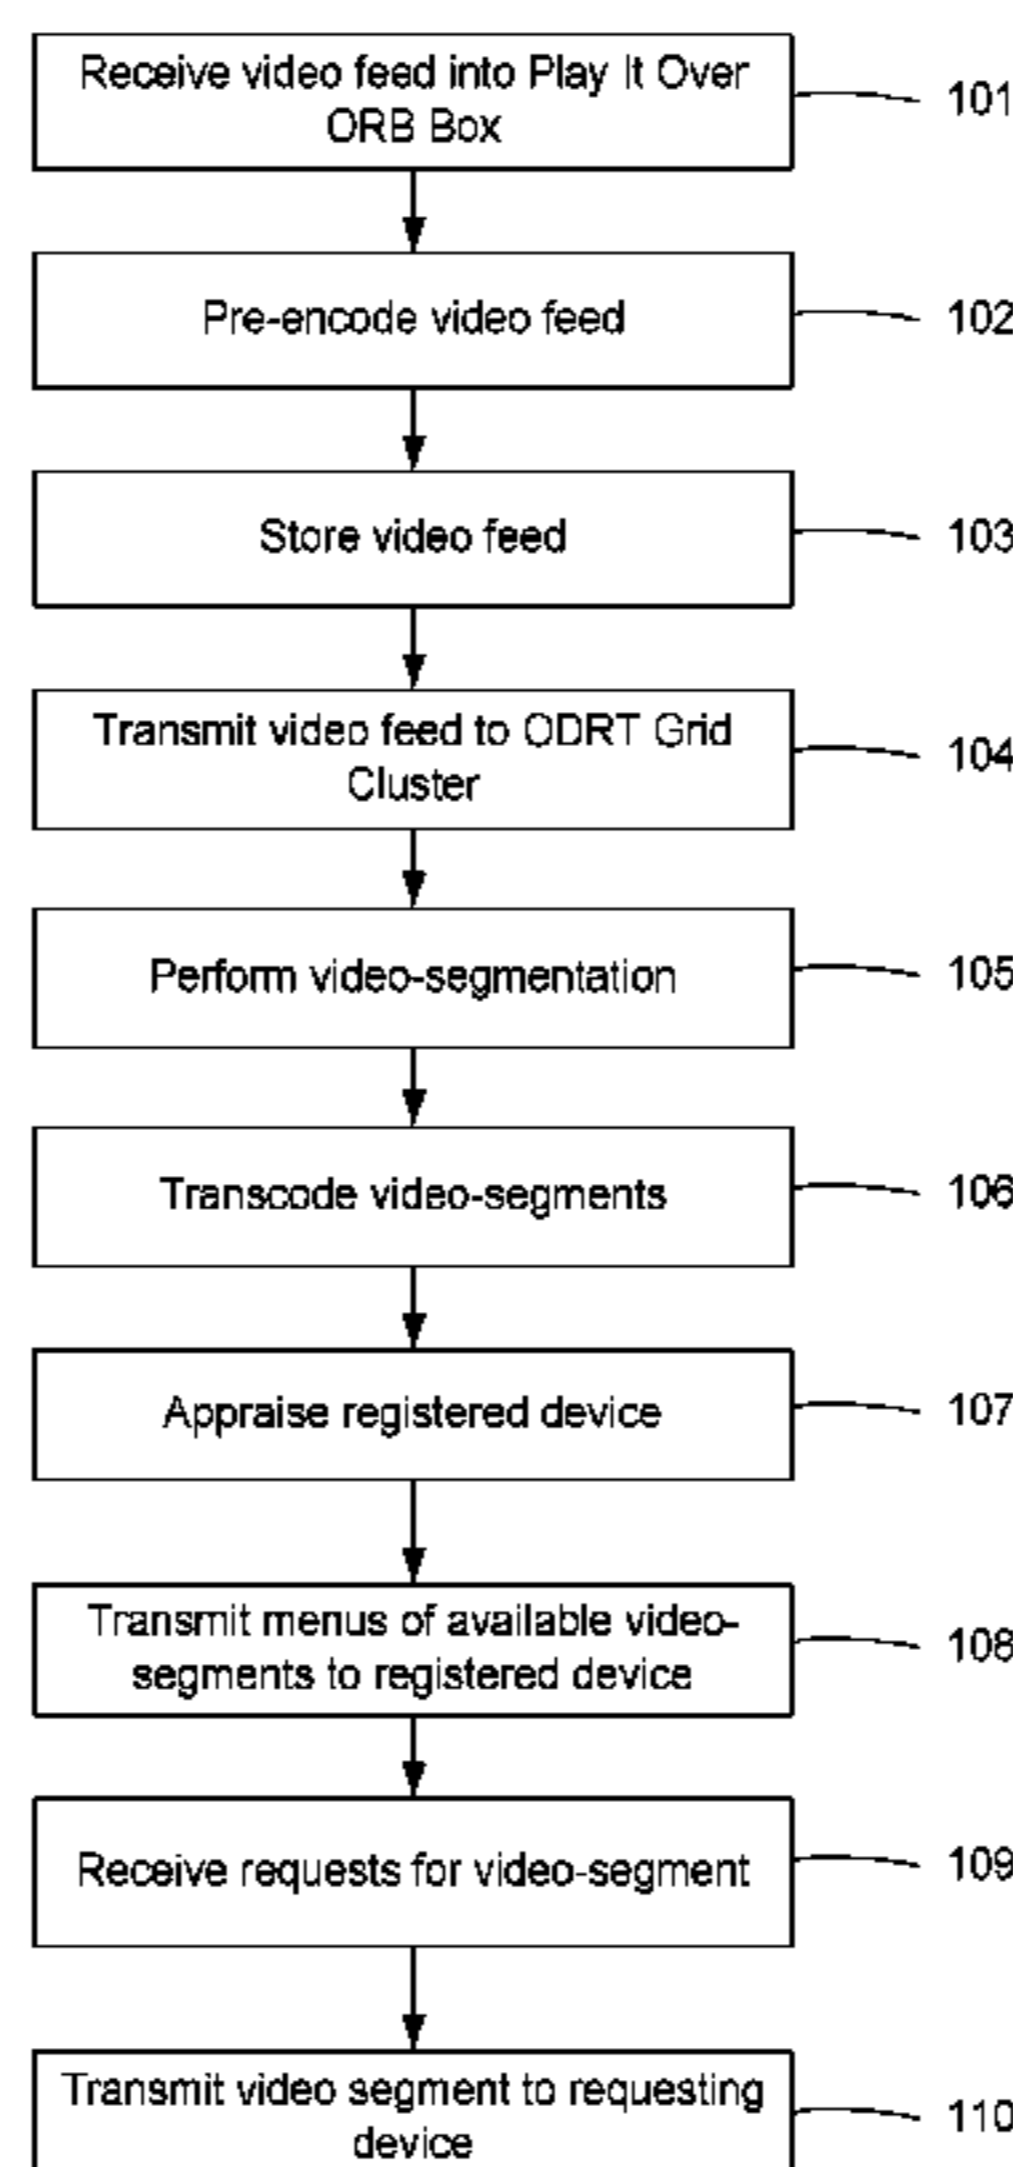 Receive video feed into Play It Over
ORB Box
101
Pre-encode video feed
102
Store video feed
103
Transmit video feed to ODRT Grid
Cluster
104
Perform video-segmentation
105
Transcode video-segments
106
Appraise registered device
107
Transmit menus of available video-
segments to registered device
108
Receive requests for video-segment
109
Transmit video segment to requesting
device
110